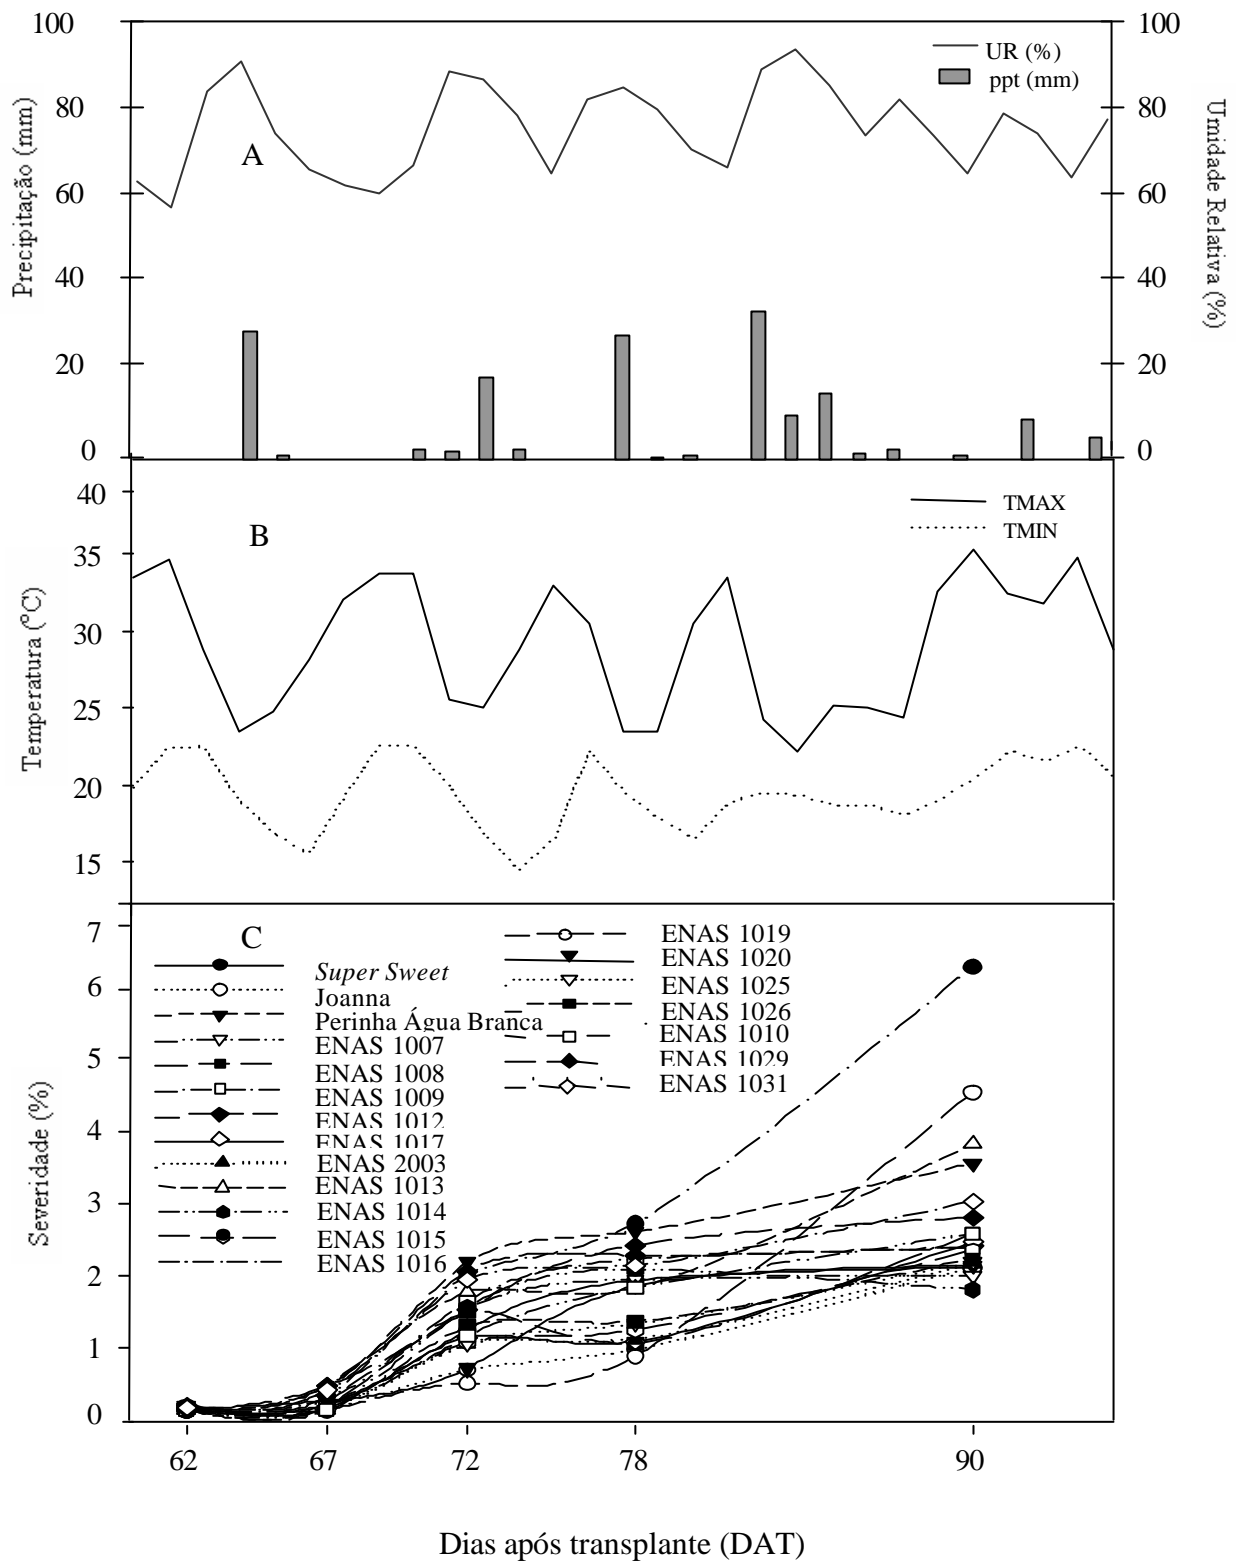 100
80
60
40
20
0
Precipitação (mm)
A
UR (%)
ppt (mm)
100
80
60
40
20
0
Umidade Relativa (%)
40
35
30
25
20
15
Temperatura (°C)
B
TMAX
TMIN
7
6
5
4
3
2
1
0
Severidade (%)
C
Super Sweet
Joanna
Perinha Água Branca
ENAS 1007
ENAS 1008
ENAS 1009
ENAS 1012
ENAS 1017
ENAS 2003
ENAS 1013
ENAS 1014
ENAS 1015
ENAS 1016
ENAS 1019
ENAS 1020
ENAS 1025
ENAS 1026
ENAS 1010
ENAS 1029
ENAS 1031
62 67 72 78 90
Dias após transplante (DAT)